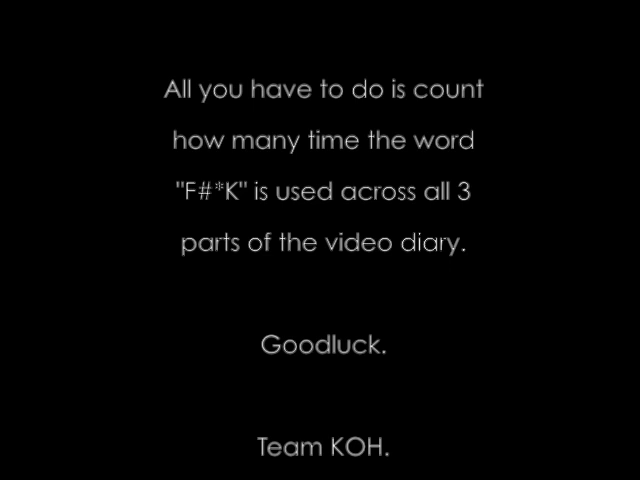 All you have to do is count
how many time the word
"F#*K" is used across all 3
parts of the video diary.
Goodluck.
Team KOH.